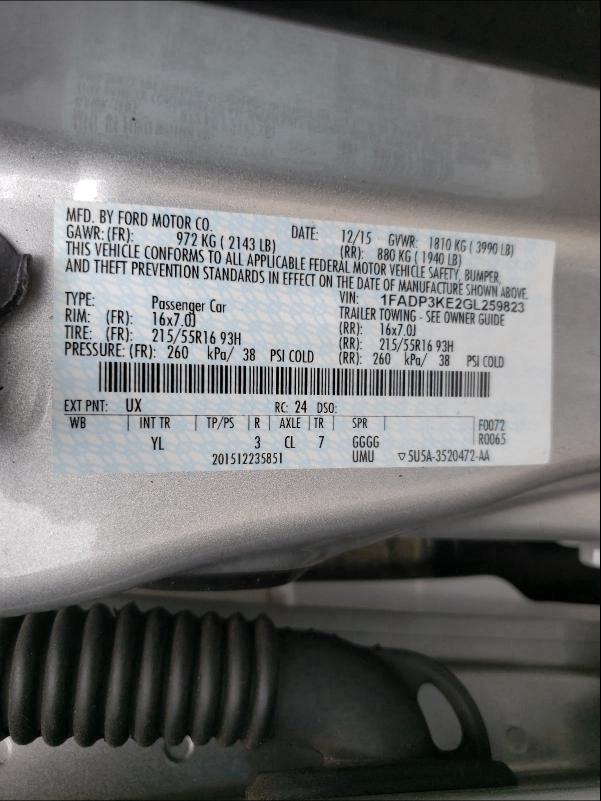 MFD. BY FORD MOTOR CO. DATE: 12/15 GVWR: 1810 KG ( 3990 LB)
GAWR: (FR): 972 KG ( 2143 LB) (RR): 880 KG ( 1940 LB)
THIS VEHICLE CONFORMS TO ALL APPLICABLE FEDERAL MOTOR VEHICLE SAFETY, BUMPER,
AND THEFT PREVENTION STANDARDS IN EFFECT ON THE DATE OF MANUFACTURE SHOWN ABOVE.
VIN: 1FADP3KE2GL259823
TYPE: Passenger Car TRAILER TOWING - SEE OWNER GUIDE
RIM: (FR): 16x7.0J (RR): 16x7.0J
TIRE: (FR): 215/55R16 93H (RR): 215/55R16 93H
PRESSURE: (FR): 260 kPa/ 38 PSI COLD (RR): 260 kPa/ 38 PSI COLD
EXT PNT: UX RC: 24 DSO:
WB INT TR TP/PS R AXLE TR SPR F0072
YL 3 CL 7 GGGG R0065
201512235851 UMU ▽5U5A-3520472-AA